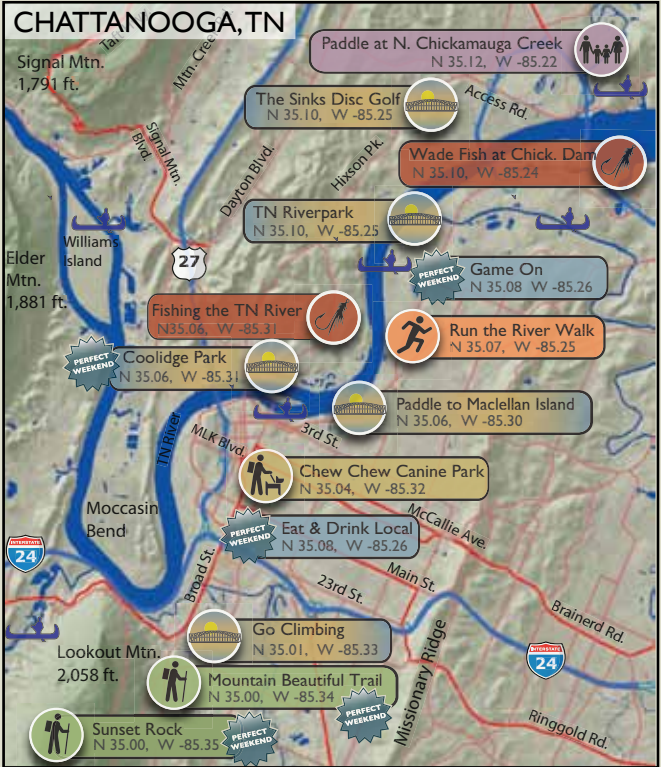 CHATTANOOGA, TN
Signal Mtn.
1,791 ft.
Mtn. Creek
Paddle at N. Chickamauga Creek
N 35.12, W -85.22
The Sinks Disc Golf
N 35.10, W -85.25
Access Rd.
Signal Mtn.
Blvd.
Dayton Blvd.
Hixson Pk.
Wade Fish at Chick. Dam
N 35.10, W -85.24
TN Riverpark
N 35.10, W -85.25
Williams
Island
27
Elder
Mtn.
1,881 ft.
PERFECT
WEEKEND
Game On
N 35.08 W -85.26
Fishing the TN River
N35.06, W -85.31
Run the River Walk
N 35.07, W -85.25
PERFECT
WEEKEND
Coolidge Park
N 35.06, W -85.31
Paddle to Maclellan Island
N 35.06, W -85.30
TN River
MLK Blvd.
3rd St.
Chew Chew Canine Park
N 35.04, W -85.32
Moccasin
Bend
McCallie Ave.
PERFECT
WEEKEND
Eat & Drink Local
N 35.08, W -85.26
INTERSTATE
24
Broad St.
Main St.
23rd St.
Brainerd Rd.
Go Climbing
N 35.01, W -85.33
Lookout Mtn.
2,058 ft.
Missionary Ridge
INTERSTATE
24
Mountain Beautiful Trail
N 35.00, W -85.34
PERFECT
WEEKEND
Ringgold Rd.
Sunset Rock
N 35.00, W -85.35
PERFECT
WEEKEND